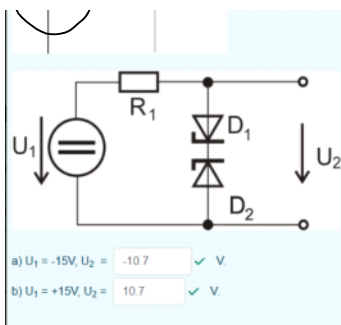 R₁
D₁
U₁
U₂
D₂
a) U₁ = -15V, U₂ = -10.7 V.
b) U₁ = +15V, U₂ = 10.7 V.